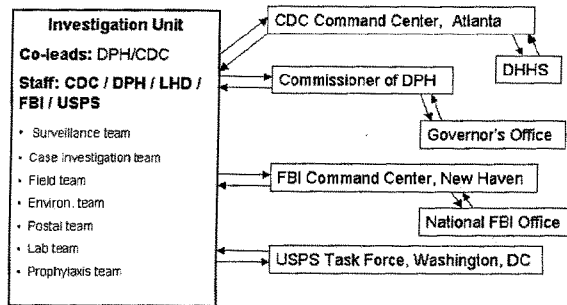 Investigation Unit
Co-leads: DPH/CDC
Staff: CDC / DPH / LHD /
FBI / USPS
• Surveillance team
• Case investigation team
• Field team
• Environ. team
• Postal team
• Lab team
• Prophylaxis team
CDC Command Center, Atlanta
DHHS
Commissioner of DPH
Governor's Office
FBI Command Center, New Haven
National FBI Office
USPS Task Force, Washington, DC